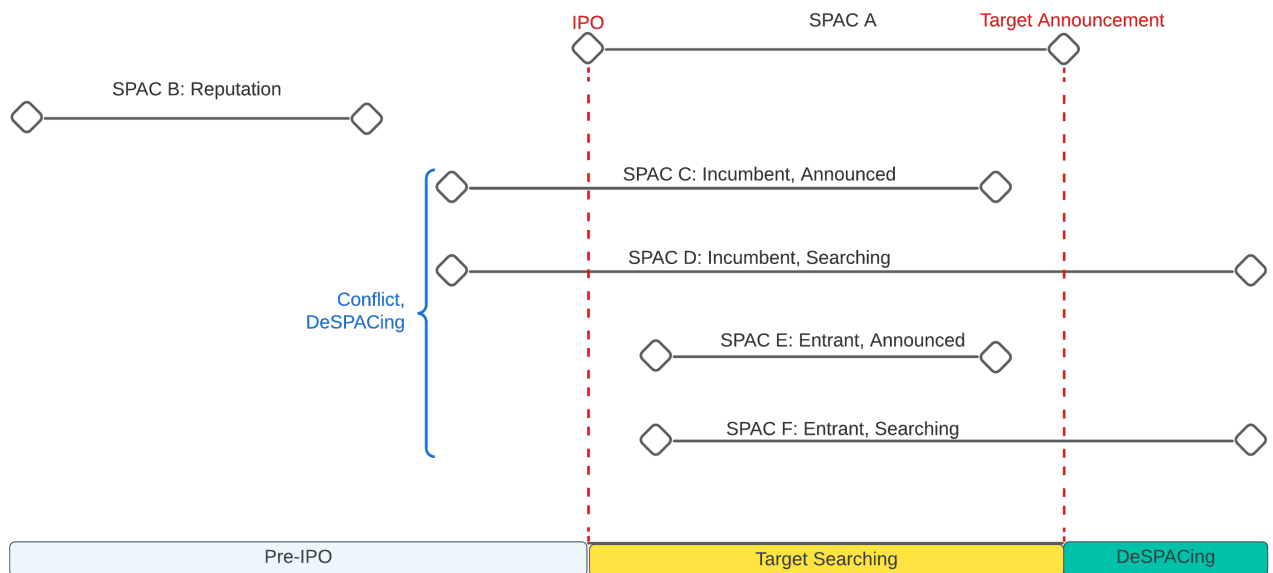 IPO
SPAC A
Target Announcement
SPAC B: Reputation
SPAC C: Incumbent, Announced
SPAC D: Incumbent, Searching
Conflict,
DeSPACing
SPAC E: Entrant, Announced
SPAC F: Entrant, Searching
Pre-IPO
Target Searching
DeSPACing